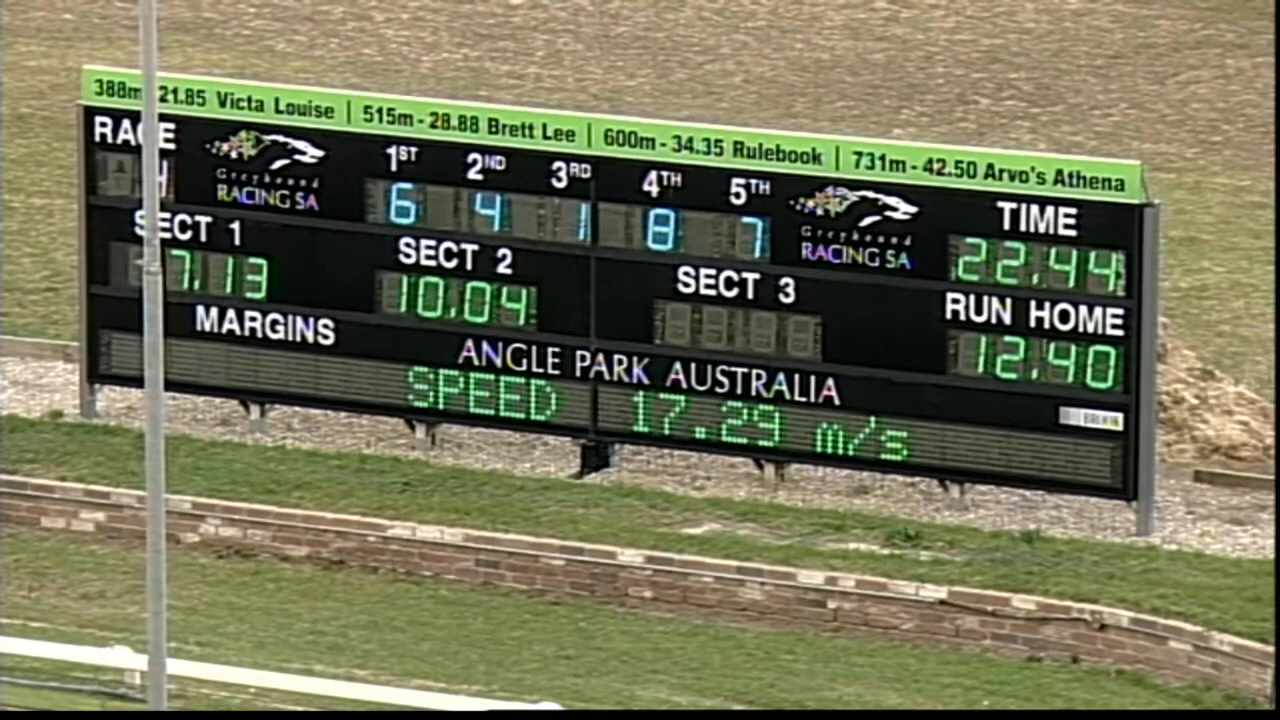 388m 21.85 Victa Louise | 515m - 28.88 Brett Lee | 600m - 34.35 Rulebook | 731m - 42.50 Arvo's Athena
RACE 1ST 2ND 3RD 4TH 5TH TIME
4 Greyhound RACING SA 6 4 1 8 7 Greyhound RACING SA 22.44
SECT 1 SECT 2 SECT 3 RUN HOME
7.13 10.04 12.40
MARGINS ANGLE PARK AUSTRALIA
SPEED 17.29 m/s